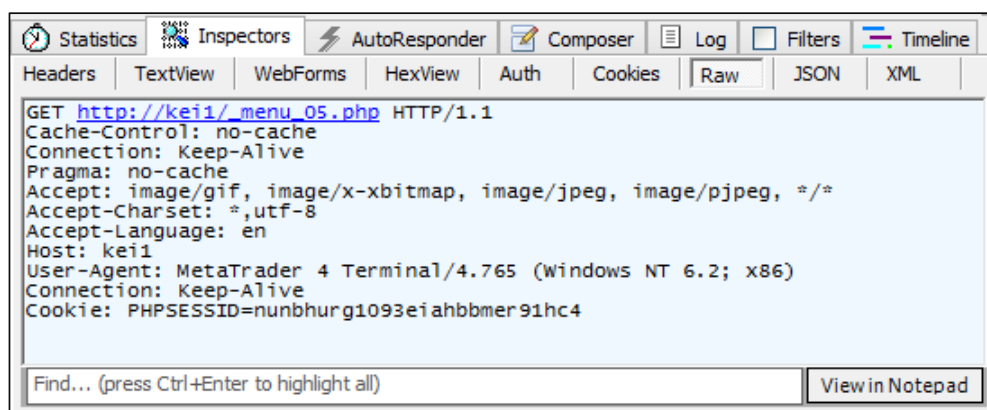 Statistics Inspectors AutoResponder Composer Log Filters Timeline
Headers TextView WebForms HexView Auth Cookies Raw JSON XML
GET http://kei1/_menu_05.php HTTP/1.1
Cache-Control: no-cache
Connection: Keep-Alive
Pragma: no-cache
Accept: image/gif, image/x-xbitmap, image/jpeg, image/pjpeg, */*
Accept-Charset: *,utf-8
Accept-Language: en
Host: kei1
User-Agent: MetaTrader 4 Terminal/4.765 (Windows NT 6.2; x86)
Connection: Keep-Alive
Cookie: PHPSESSID=nunbhurg1093eiahbbmer91hc4
Find... (press Ctrl+Enter to highlight all) View in Notepad